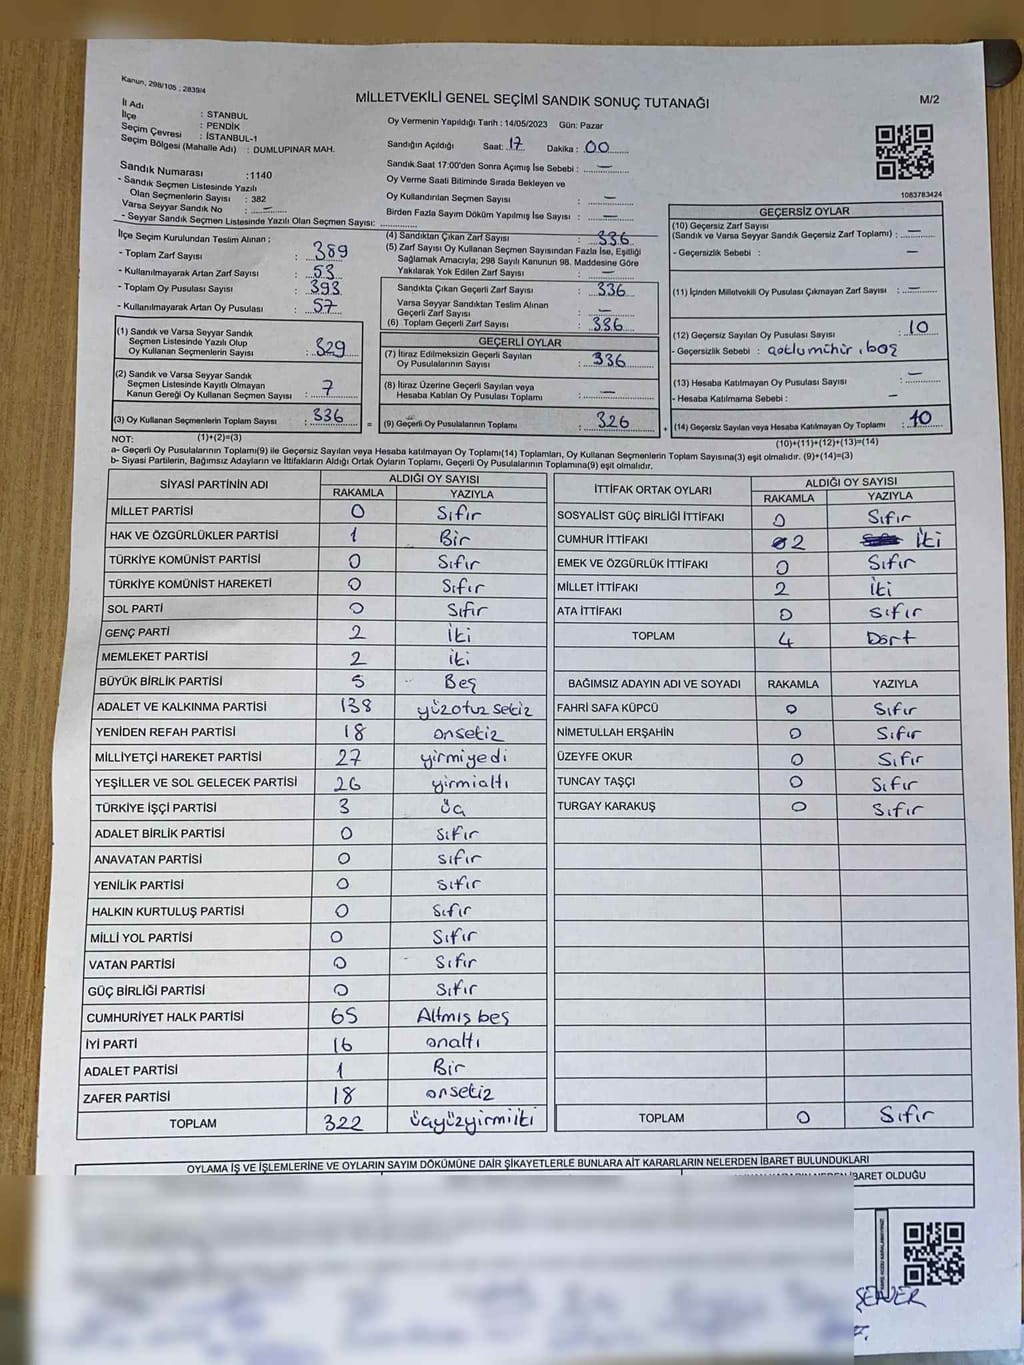 Kanun, 298/105 , 2839/4
MİLLETVEKİLİ GENEL SEÇİMİ SANDIK SONUÇ TUTANAĞI
M/2
İl Adı : İSTANBUL
İlçe : PENDİK
Seçim Çevresi : İSTANBUL-1
Seçim Bölgesi (Mahalle Adı) : DUMLUPINAR MAH.
Oy Vermenin Yapıldığı Tarih : 14/05/2023 Gün: Pazar
Sandığın Açıldığı Saat: 17 Dakika : 00
Sandık Saat 17:00'den Sonra Açımış İse Sebebi : —
Oy Verme Saati Bitiminde Sırada Bekleyen ve
Oy Kullandırılan Seçmen Sayısı : —
Birden Fazla Sayım Döküm Yapılmış İse Sayısı : —
1083783424
Sandık Numarası :1140
- Sandık Seçmen Listesinde Yazılı
Olan Seçmenlerin Sayısı : 382
Varsa Seyyar Sandık No : —
- Seyyar Sandık Seçmen Listesinde Yazılı Olan Seçmen Sayısı:
İlçe Seçim Kurulundan Teslim Alınan ;
- Toplam Zarf Sayısı : 389
- Kullanılmayarak Artan Zarf Sayısı : 53
- Toplam Oy Pusulası Sayısı : 393
- Kullanılmayarak Artan Oy Pusulası : 57
(1) Sandık ve Varsa Seyyar Sandık
Seçmen Listesinde Yazılı Olup
Oy Kullanan Seçmenlerin Sayısı : 329
(2) Sandık ve Varsa Seyyar Sandık
Seçmen Listesinde Kayıtlı Olmayan
Kanun Gereği Oy Kullanan Seçmen Sayısı : 7
(3) Oy Kullanan Seçmenlerin Toplam Sayısı : 336
(4) Sandıktan Çıkan Zarf Sayısı : 336
(5) Zarf Sayısı Oy Kullanan Seçmen Sayısından Fazla İse, Eşitliği
Sağlamak Amacıyla; 298 Sayılı Kanunun 98. Maddesine Göre
Yakılarak Yok Edilen Zarf Sayısı : —
Sandıkta Çıkan Geçerli Zarf Sayısı : 336
Varsa Seyyar Sandıktan Teslim Alınan
Geçerli Zarf Sayısı : —
(6) Toplam Geçerli Zarf Sayısı : 336
GEÇERLİ OYLAR
(7) İtiraz Edilmeksizin Geçerli Sayılan
Oy Pusulalarının Sayısı : 336
(8) İtiraz Üzerine Geçerli Sayılan veya
Hesaba Katılan Oy Pusulası Toplamı : —
= (9) Geçerli Oy Pusulalarının Toplamı : 326 +
GEÇERSİZ OYLAR
(10) Geçersiz Zarf Sayısı
(Sandık ve Varsa Seyyar Sandık Geçersiz Zarf Toplamı) : —
- Geçersizlik Sebebi : —
(11) İçinden Milletvekili Oy Pusulası Çıkmayan Zarf Sayısı : —
(12) Geçersiz Sayılan Oy Pusulası Sayısı : 10
- Geçersizlik Sebebi : çoklumühür, boş
(13) Hesaba Katılmayan Oy Pusulası Sayısı : —
- Hesaba Katılmama Sebebi : —
(14) Geçersiz Sayılan veya Hesaba Katılmayan Oy Toplamı : 10
NOT: (1)+(2)=(3)
(10)+(11)+(12)+(13)=(14)
a- Geçerli Oy Pusulalarının Toplamı(9) ile Geçersiz Sayılan veya Hesaba katılmayan Oy Toplamı(14) Toplamları, Oy Kullanan Seçmenlerin Toplam Sayısına(3) eşit olmalıdır. (9)+(14)=(3)
b- Siyasi Partilerin, Bağımsız Adayların ve İttifakların Aldığı Ortak Oyların Toplamı, Geçerli Oy Pusulalarının Toplamına(9) eşit olmalıdır.
SİYASİ PARTİNİN ADI ALDIĞI OY SAYISI
RAKAMLA YAZIYLA
MİLLET PARTİSİ 0 Sıfır
HAK VE ÖZGÜRLÜKLER PARTİSİ 1 Bir
TÜRKİYE KOMÜNİST PARTİSİ 0 Sıfır
TÜRKİYE KOMÜNİST HAREKETİ 0 Sıfır
SOL PARTİ 0 Sıfır
GENÇ PARTİ 2 İki
MEMLEKET PARTİSİ 2 iki
BÜYÜK BİRLİK PARTİSİ 5 Beş
ADALET VE KALKINMA PARTİSİ 138 yüzotuz sekiz
YENİDEN REFAH PARTİSİ 18 onsekiz
MİLLİYETÇİ HAREKET PARTİSİ 27 yirmiyedi
YEŞİLLER VE SOL GELECEK PARTİSİ 26 yirmialtı
TÜRKİYE İŞÇİ PARTİSİ 3 üç
ADALET BİRLİK PARTİSİ 0 sıfır
ANAVATAN PARTİSİ 0 sıfır
YENİLİK PARTİSİ 0 sıfır
HALKIN KURTULUŞ PARTİSİ 0 Sıfır
MİLLİ YOL PARTİSİ 0 Sıfır
VATAN PARTİSİ 0 Sıfır
GÜÇ BİRLİĞİ PARTİSİ 0 Sıfır
CUMHURİYET HALK PARTİSİ 65 Altmış beş
İYİ PARTİ 16 onaltı
ADALET PARTİSİ 1 Bir
ZAFER PARTİSİ 18 onsekiz
TOPLAM 322 üçyüzyirmiiki
İTTİFAK ORTAK OYLARI ALDIĞI OY SAYISI
RAKAMLA YAZIYLA
SOSYALİST GÜÇ BİRLİĞİ İTTİFAKI 0 Sıfır
CUMHUR İTTİFAKI 2 İki
EMEK VE ÖZGÜRLÜK İTTİFAKI 0 Sıfır
MİLLET İTTİFAKI 2 İki
ATA İTTİFAKI 0 Sıfır
TOPLAM 4 Dört
BAĞIMSIZ ADAYIN ADI VE SOYADI RAKAMLA YAZIYLA
FAHRİ SAFA KÜPCÜ 0 Sıfır
NİMETULLAH ERŞAHİN 0 Sıfır
ÜZEYFE OKUR 0 Sıfır
TUNCAY TAŞÇI 0 Sıfır
TURGAY KARAKUŞ 0 Sıfır
TOPLAM 0 Sıfır
OYLAMA İŞ VE İŞLEMLERİNE VE OYLARIN SAYIM DÖKÜMÜNE DAİR ŞİKAYETLERLE BUNLARA AİT KARARLARIN NELERDEN İBARET BULUNDUKLARI
İBARET OLDUĞU